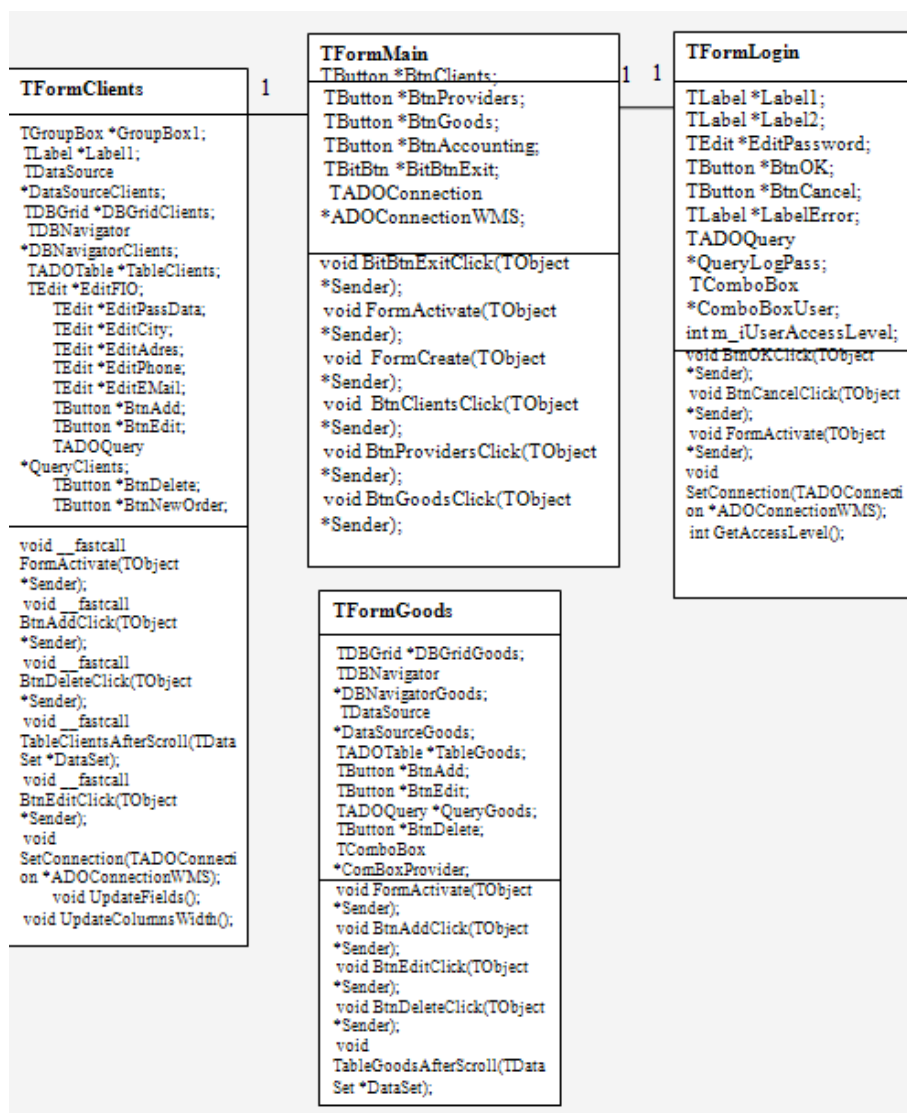 TFormClients
TGroupBox *GroupBox1;
TLabel *Label1;
TDataSource
*DataSourceClients;
TDBGrid *DBGridClients;
TDBNavigator
*DBNavigatorClients;
TADOTable *TableClients;
TEdit *EditFIO;
TEdit *EditPassData;
TEdit *EditCity;
TEdit *EditAdres;
TEdit *EditPhone;
TEdit *EditEMail;
TButton *BtnAdd;
TButton *BtnEdit;
TADOQuery
*QueryClients;
TButton *BtnDelete;
TButton *BtnNewOrder;
void __fastcall
FormActivate(TObject
*Sender);
void __fastcall
BtnAddClick(TObject
*Sender);
void __fastcall
BtnDeleteClick(TObject
*Sender);
void __fastcall
TableClientsAfterScroll(TData
Set *DataSet);
void __fastcall
BtnEditClick(TObject
*Sender);
void
SetConnection(TADOConnecti
on *ADOConnectionWMS);
void UpdateFields();
void UpdateColumnsWidth();
1
TFormMain
TButton *BtnClients;
TButton *BtnProviders;
TButton *BtnGoods;
TButton *BtnAccounting;
TBitBtn *BitBtnExit;
TADOConnection
*ADOConnectionWMS;
void BitBtnExitClick(TObject
*Sender);
void FormActivate(TObject
*Sender);
void FormCreate(TObject
*Sender);
void BtnClientsClick(TObject
*Sender);
void BtnProvidersClick(TObject
*Sender);
void BtnGoodsClick(TObject
*Sender);
1 1
TFormLogin
TLabel *Label1;
TLabel *Label2;
TEdit *EditPassword;
TButton *BtnOK;
TButton *BtnCancel;
TLabel *LabelError;
TADOQuery
*QueryLogPass;
TComboBox
*ComboBoxUser;
int m_iUserAccessLevel;
void BtnOKClick(TObject
*Sender);
void BtnCancelClick(TObject
*Sender);
void FormActivate(TObject
*Sender);
void
SetConnection(TADOConnecti
on *ADOConnectionWMS);
int GetAccessLevel();
TFormGoods
TDBGrid *DBGridGoods;
TDBNavigator
*DBNavigatorGoods;
TDataSource
*DataSourceGoods;
TADOTable *TableGoods;
TButton *BtnAdd;
TButton *BtnEdit;
TADOQuery *QueryGoods;
TButton *BtnDelete;
TComboBox
*ComBoxProvider;
void FormActivate(TObject
*Sender);
void BtnAddClick(TObject
*Sender);
void BtnEditClick(TObject
*Sender);
void BtnDeleteClick(TObject
*Sender);
void
TableGoodsAfterScroll(TData
Set *DataSet);